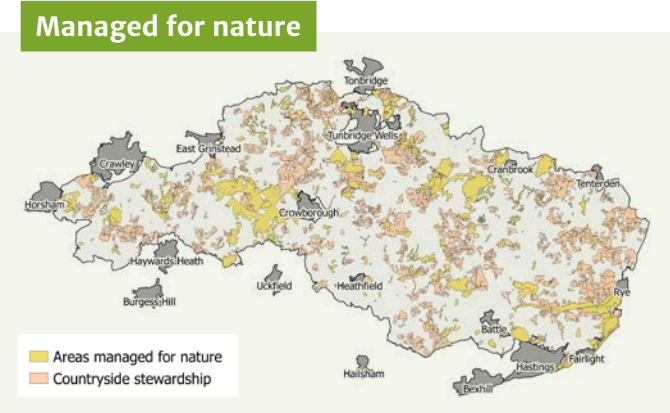 Managed for nature
Tonbridge
Tunbridge Wells
East Grinstead
Crawley
Cranbrook
Tenterden
Horsham
Crowborough
Haywards Heath
Uckfield
Heathfield
Rye
Burgess Hill
Battle
Areas managed for nature
Fairlight
Hastings
Countryside stewardship
Hailsham
Bexhill